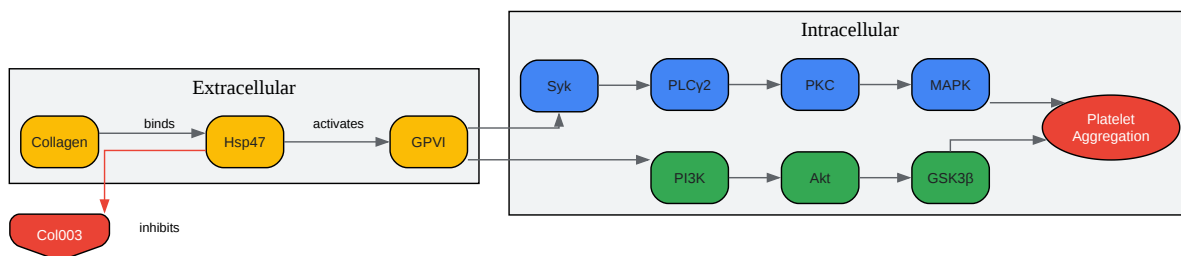 Extracellular
Collagen
binds
Hsp47
activates
GPVI
Col003
inhibits
Intracellular
Syk
PLCγ2
PKC
MAPK
PI3K
Akt
GSK3β
Platelet
Aggregation